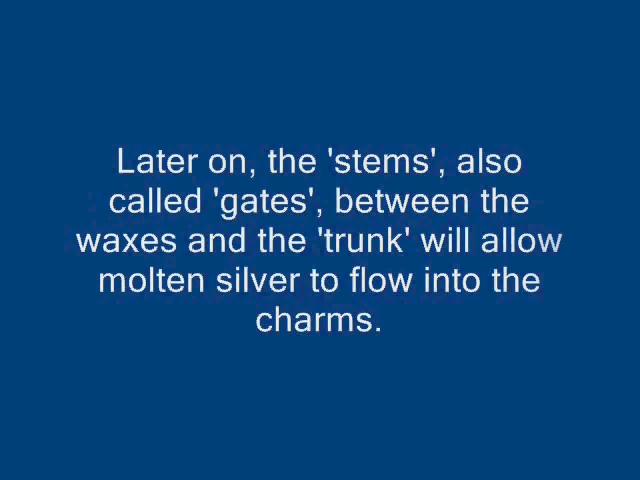 Later on, the 'stems', also
called 'gates', between the
waxes and the 'trunk' will allow
molten silver to flow into the
charms.